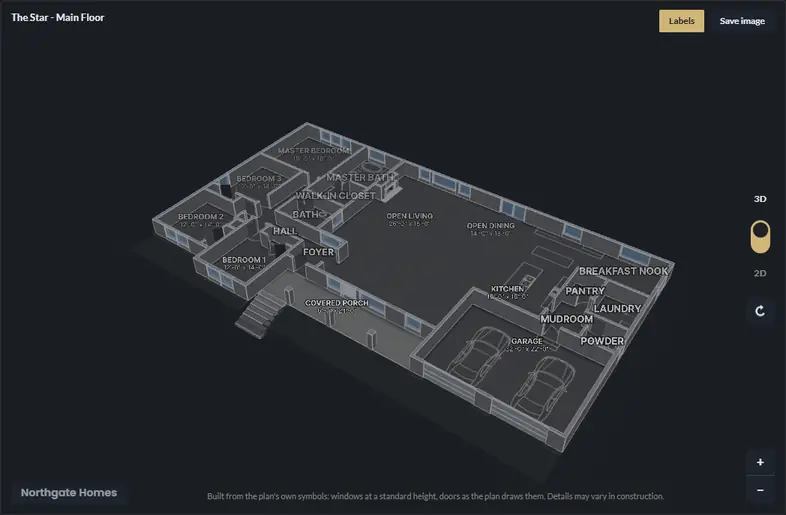 The Star - Main Floor
Labels
Save image
MASTER BEDROOM
BEDROOM 3
MASTER BATH
WALK IN CLOSET
BEDROOM 2
BATH
HALL
FOYER
BEDROOM 1
OPEN LIVING
OPEN DINING
3D
2D
BREAKFAST NOOK
KITCHEN
PANTRY
LAUNDRY
MUDROOM
COVERED PORCH
GARAGE
POWDER
+
−
Northgate Homes
Built from the plan's own symbols: windows at a standard height, doors as the plan draws them. Details may vary in construction.